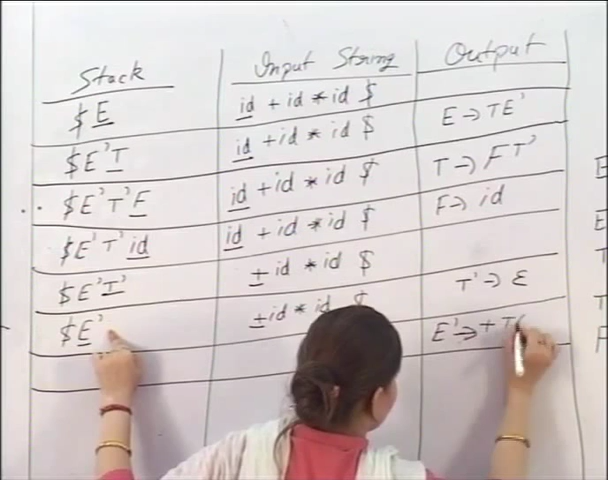 Stack Input String Output
$E id + id * id $ E → TE'
$E'T id + id * id $ T → FT'
$E'T'F id + id * id $ F → id
$E'T'id id + id * id $
$E'T' + id * id $ T' → ε
$E' + id * id $ E' → + T
E
E
T
T
F